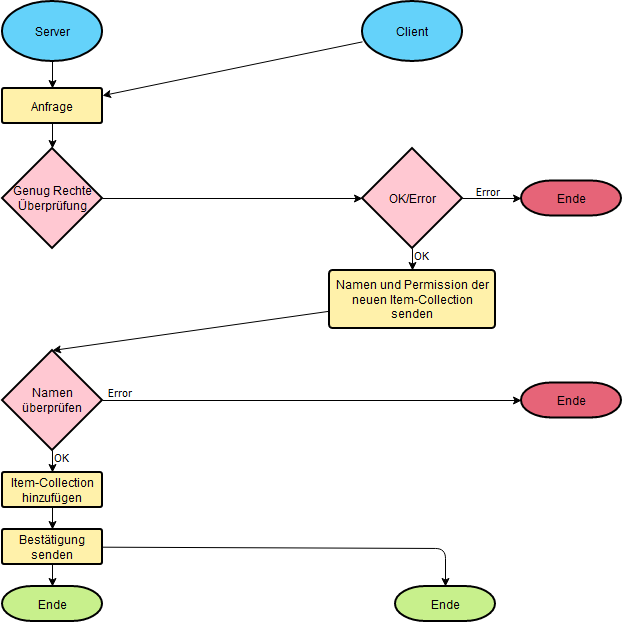 Server
Client
Anfrage
Genug Rechte
Überprüfung
OK/Error
Error
Ende
OK
Namen und Permission der
neuen Item-Collection
senden
Namen
überprüfen
Error
Ende
OK
Item-Collection
hinzufügen
Bestätigung
senden
Ende
Ende